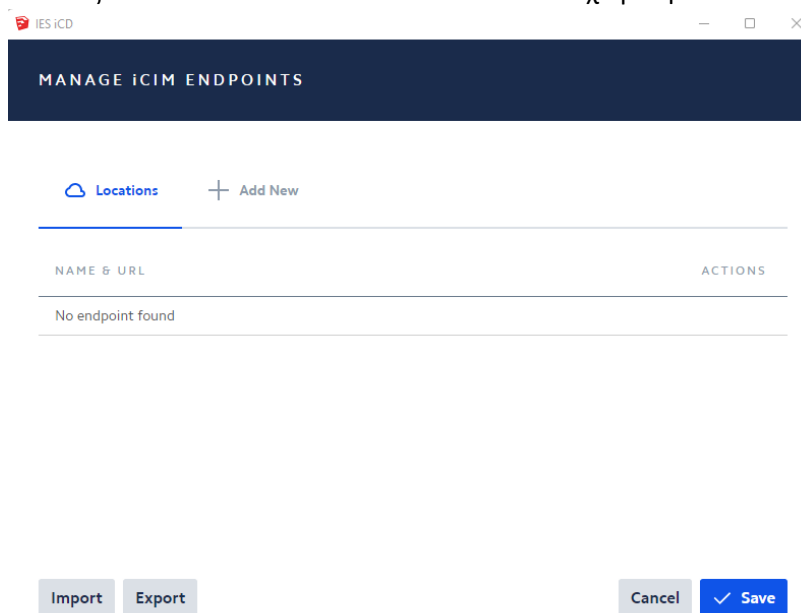 IES iCD
MANAGE iCIM ENDPOINTS
Locations Add New
NAME & URL ACTIONS
No endpoint found
Import Export Cancel Save